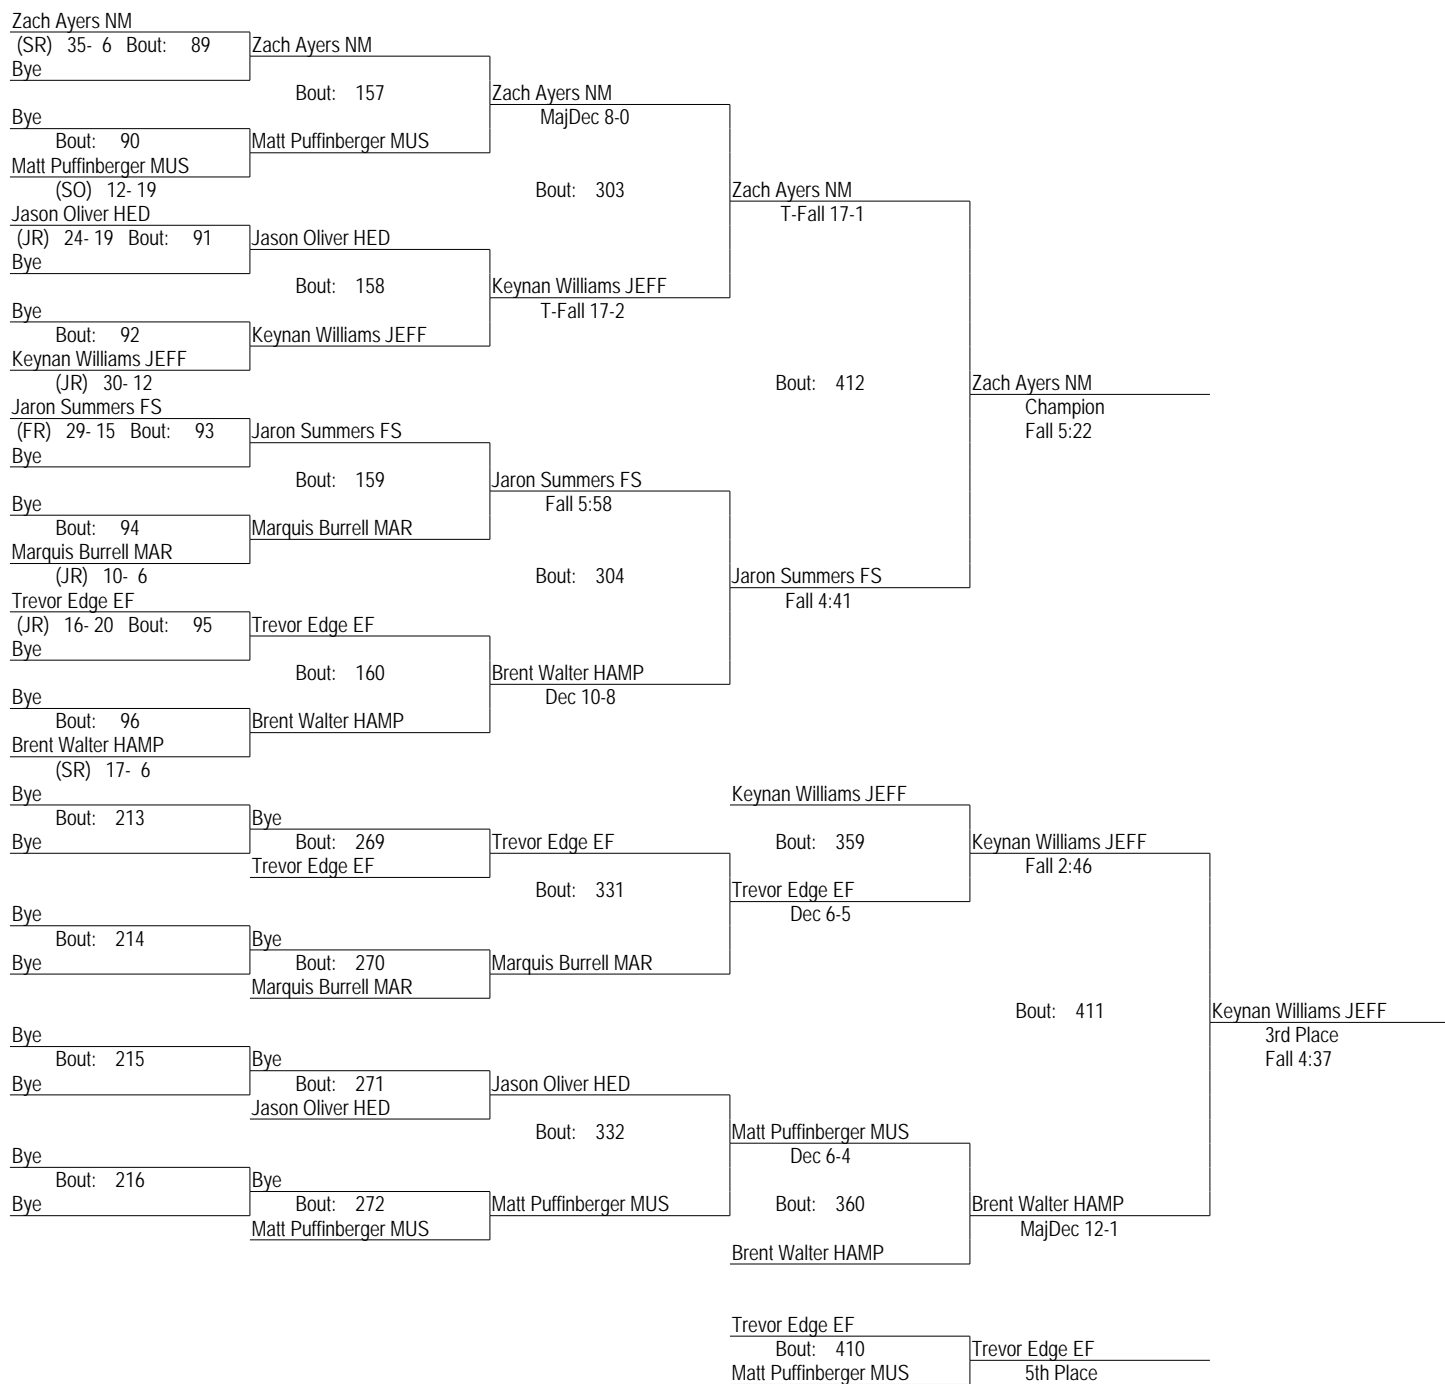 Zach Ayers NM
(SR) 35- 6 Bout: 89 Zach Ayers NM
Bye
Bout: 157 Zach Ayers NM
Bye MajDec 8-0
Bout: 90 Matt Puffinberger MUS
Matt Puffinberger MUS
(SO) 12- 19 Bout: 303 Zach Ayers NM
Jason Oliver HED T-Fall 17-1
(JR) 24- 19 Bout: 91 Jason Oliver HED
Bye
Bout: 158 Keynan Williams JEFF
Bye T-Fall 17-2
Bout: 92 Keynan Williams JEFF
Keynan Williams JEFF
(JR) 30- 12 Bout: 412 Zach Ayers NM
Jaron Summers FS Champion
(FR) 29- 15 Bout: 93 Jaron Summers FS Fall 5:22
Bye
Bout: 159 Jaron Summers FS
Bye Fall 5:58
Bout: 94 Marquis Burrell MAR
Marquis Burrell MAR
(JR) 10- 6 Bout: 304 Jaron Summers FS
Trevor Edge EF Fall 4:41
(JR) 16- 20 Bout: 95 Trevor Edge EF
Bye
Bout: 160 Brent Walter HAMP
Bye Dec 10-8
Bout: 96 Brent Walter HAMP
Brent Walter HAMP
(SR) 17- 6
Bye Keynan Williams JEFF
Bout: 213 Bye
Bye Bout: 269 Trevor Edge EF Bout: 359 Keynan Williams JEFF
Trevor Edge EF Fall 2:46
Bout: 331 Trevor Edge EF
Bye Dec 6-5
Bout: 214 Bye
Bye Bout: 270 Marquis Burrell MAR
Marquis Burrell MAR
Bout: 411 Keynan Williams JEFF
Bye 3rd Place
Bout: 215 Bye Fall 4:37
Bye Bout: 271 Jason Oliver HED
Jason Oliver HED
Bout: 332 Matt Puffinberger MUS
Bye Dec 6-4
Bout: 216 Bye
Bye Bout: 272 Matt Puffinberger MUS Bout: 360 Brent Walter HAMP
Matt Puffinberger MUS MajDec 12-1
Brent Walter HAMP
Trevor Edge EF
Bout: 410 Trevor Edge EF
Matt Puffinberger MUS 5th Place